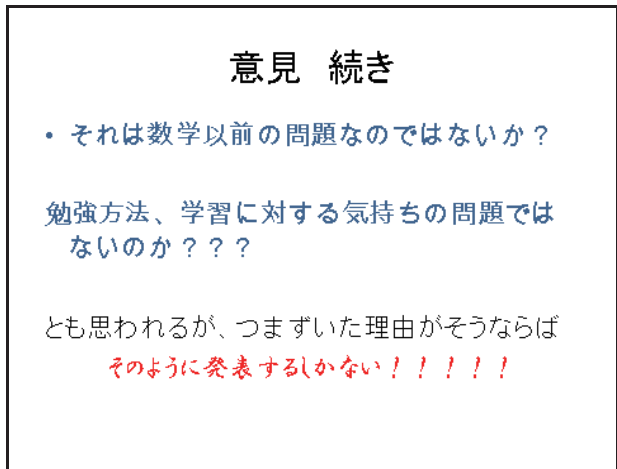 意見　続き
• それは数学以前の問題なのではないか？
勉強方法、学習に対する気持ちの問題では
ないのか？？？
とも思われるが、つまずいた理由がそうならば
そのように発表するしかない！！！！！